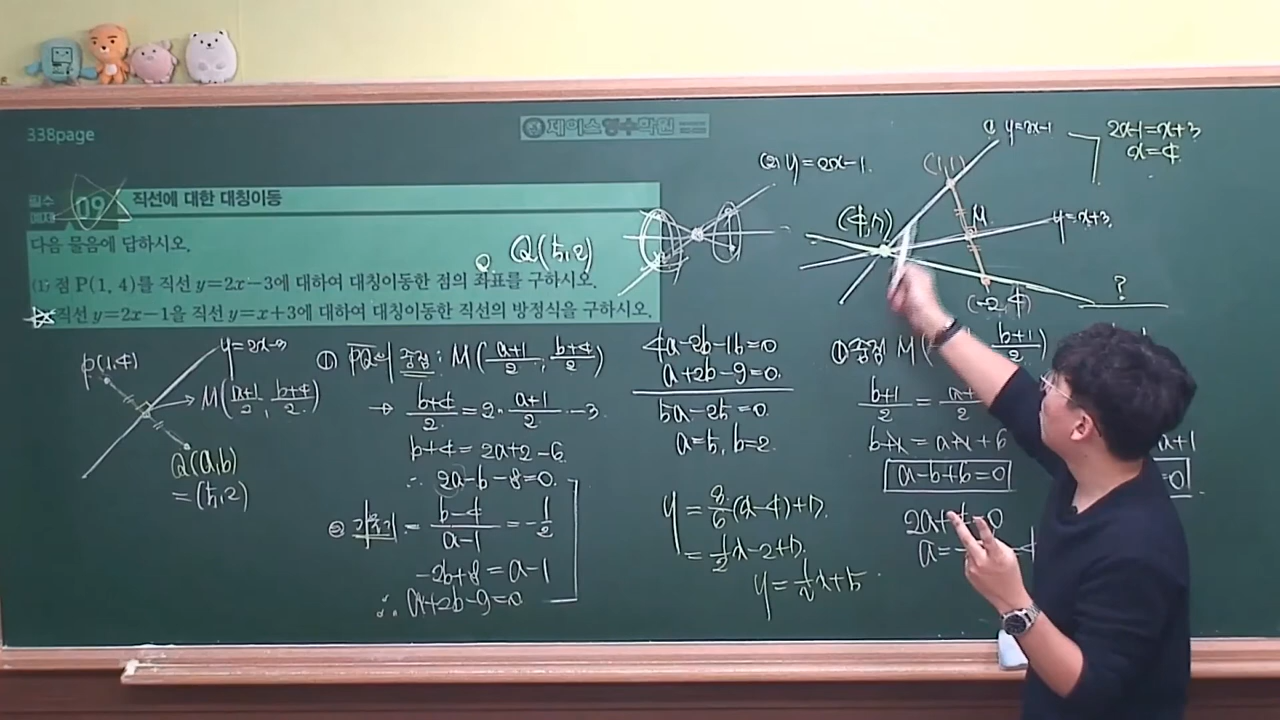 338page
제이스 영수학원
필수 예제 09 직선에 대한 대칭이동
다음 물음에 답하시오.
(1) 점 P(1, 4)를 직선 y=2x-3에 대하여 대칭이동한 점의 좌표를 구하시오.
직선 y=2x-1을 직선 y=x+3에 대하여 대칭이동한 직선의 방정식을 구하시오.
Q(5,2)
P(1,4)
y=2x-3
M(a+1/2, b+4/2)
Q(a,b)
=(5,2)
① PQ의 중점: M(a+1/2, b+4/2)
→ b+4/2=2·a+1/2-3
b+4=2a+2-6
∴ 2a-b-8=0
② 기울기 = b-4/a-1=-1/2
-2b+8=a-1
∴ a+2b-9=0
4a-2b-16=0
a+2b-9=0
5a-25=0
a=5, b=2
(2) y=2x-1.
y=2x-1
2x-1=x+3
x=4
(1,1)
(4,7)
M
y=x+3
(-2,4)
?
① 중점 M(
b+1/2)
b+1/2=
b+1=a+1+6
a-b+6=0
a+1
=0
y=(x-4)+7.
=1/2x-2+7.
y=1/2x+5